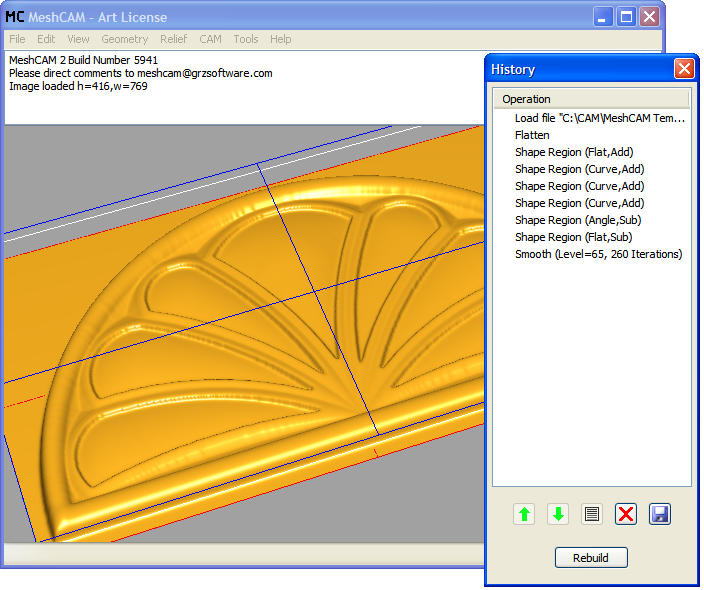 MC MeshCAM - Art License
File Edit View Geometry Relief CAM Tools Help
MeshCAM 2 Build Number 5941
Please direct comments to meshcam@grzsoftware.com
Image loaded h=416,w=769
History
Operation
Load file "C:\CAM\MeshCAM Tem...
Flatten
Shape Region (Flat,Add)
Shape Region (Curve,Add)
Shape Region (Curve,Add)
Shape Region (Curve,Add)
Shape Region (Angle,Sub)
Shape Region (Flat,Sub)
Smooth (Level=65, 260 Iterations)
Rebuild